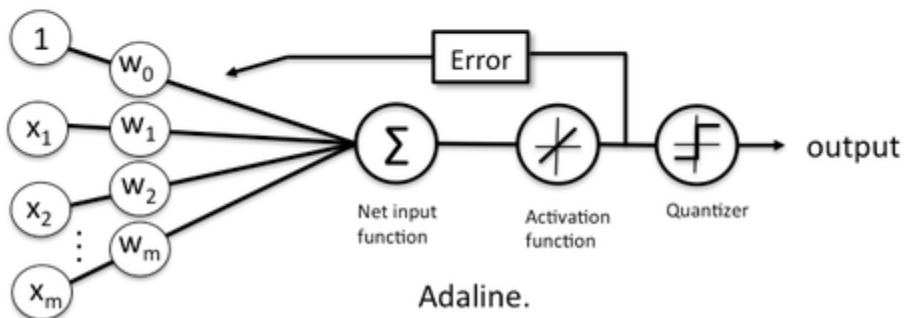 1
w0
Error
x1
w1
Σ
output
x2
w2
Net input
function
Activation
function
Quantizer
⋮
wm
xm
Adaline.